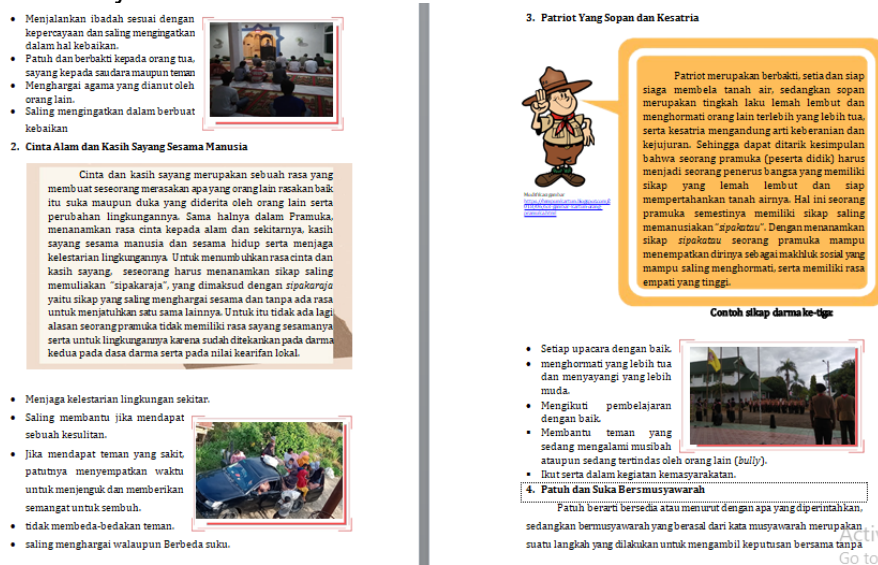 • Menjalankan ibadah sesuai dengan
kepercayaan dan saling mengingatkan
dalam hal kebaikan.
• Patuh dan berbakti kepada orang tua,
sayang kepada saudara maupun teman
• Menghargai agama yang dianut oleh
orang lain.
• Saling mengingatkan dalam berbuat
kebaikan
2. Cinta Alam dan Kasih Sayang Sesama Manusia
Cinta dan kasih sayang merupakan sebuah rasa yang
membuat seseorang merasakan apa yang orang lain rasakan baik
itu suka maupun duka yang diderita oleh orang lain serta
perubahan lingkungannya. Sama halnya dalam Pramuka,
menanamkan rasa cinta kepada alam dan sekitarnya, kasih
sayang sesama manusia dan sesama hidup serta menjaga
kelestarian lingkungannya. Untuk menumbuhkan rasa cinta dan
kasih sayang, seseorang harus menanamkan sikap saling
memuliakan "sipakaraja", yang dimaksud dengan sipakaraja
yaitu sikap yang saling menghargai sesama dan tanpa ada rasa
untuk menjatuhkan satu sama lainnya. Untuk itu tidak ada lagi
alasan seorang pramuka tidak memiliki rasa sayang sesamanya
serta untuk lingkungannya karena sudah ditekankan pada darma
kedua pada dasa darma serta pada nilai kearifan lokal.
• Menjaga kelestarian lingkungan sekitar.
• Saling membantu jika mendapat
sebuah kesulitan.
• Jika mendapat teman yang sakit,
patutnya menyempatkan waktu
untuk menjenguk dan memberikan
semangat untuk sembuh.
• tidak membeda-bedakan teman.
• saling menghargai walaupun Berbeda suku.
3. Patriot Yang Sopan dan Kesatria
Patriot merupakan berbakti, setia dan siap
siaga membela tanah air, sedangkan sopan
merupakan tingkah laku lemah lembut dan
menghormati orang lain terlebih yang lebih tua,
serta kesatria mengandung arti keberanian dan
kejujuran. Sehingga dapat ditarik kesimpulan
bahwa seorang pramuka (peserta didik) harus
menjadi seorang penerus bangsa yang memiliki
sikap yang lemah lembut dan siap
mempertahankan tanah airnya. Hal ini seorang
pramuka semestinya memiliki sikap saling
memanusiakan "sipakatau". Dengan menanamkan
sikap sipakatau seorang pramuka mampu
menempatkan dirinya sebagai makhluk sosial yang
mampu saling menghormati, serta memiliki rasa
empati yang tinggi.
Contoh sikap darma ke-tiga:
• Setiap upacara dengan baik.
• menghormati yang lebih tua
dan menyayangi yang lebih
muda.
• Mengikuti pembelajaran
dengan baik.
▪ Membantu teman yang
sedang mengalami musibah
ataupun sedang tertindas oleh orang lain (bully).
▪ Ikut serta dalam kegiatan kemasyarakatan.
4. Patuh dan Suka Bersmusyawarah
Patuh berarti bersedia atau menurut dengan apa yang diperintahkan,
sedangkan bermusyawarah yang berasal dari kata musyawarah merupakan
suatu langkah yang dilakukan untuk mengambil keputusan bersama tanpa
Acti
Go to